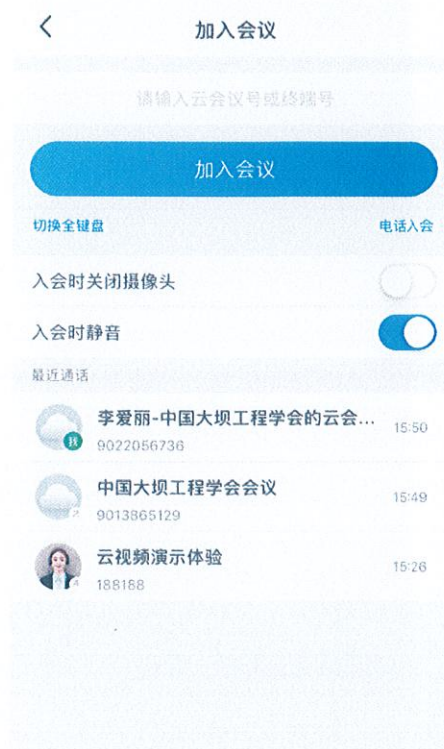 加入会议
请输入云会议号或终端号
加入会议
切换全键盘 电话入会
入会时关闭摄像头
入会时静音
最近通话
李爱丽-中国大坝工程学会的云会... 15:50
9022056736
中国大坝工程学会会议 15:49
9013865129
云视频演示体验 15:26
188188